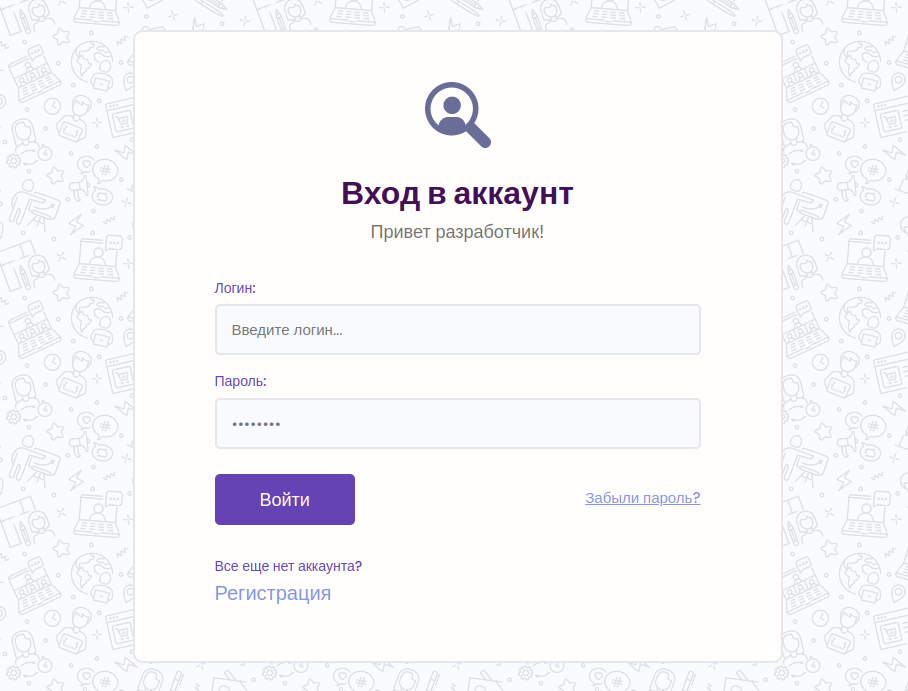 Вход в аккаунт
Привет разработчик!
Логин:
Введите логин...
Пароль:
••••••••
Войти
Забыли пароль?
Все еще нет аккаунта?
Регистрация